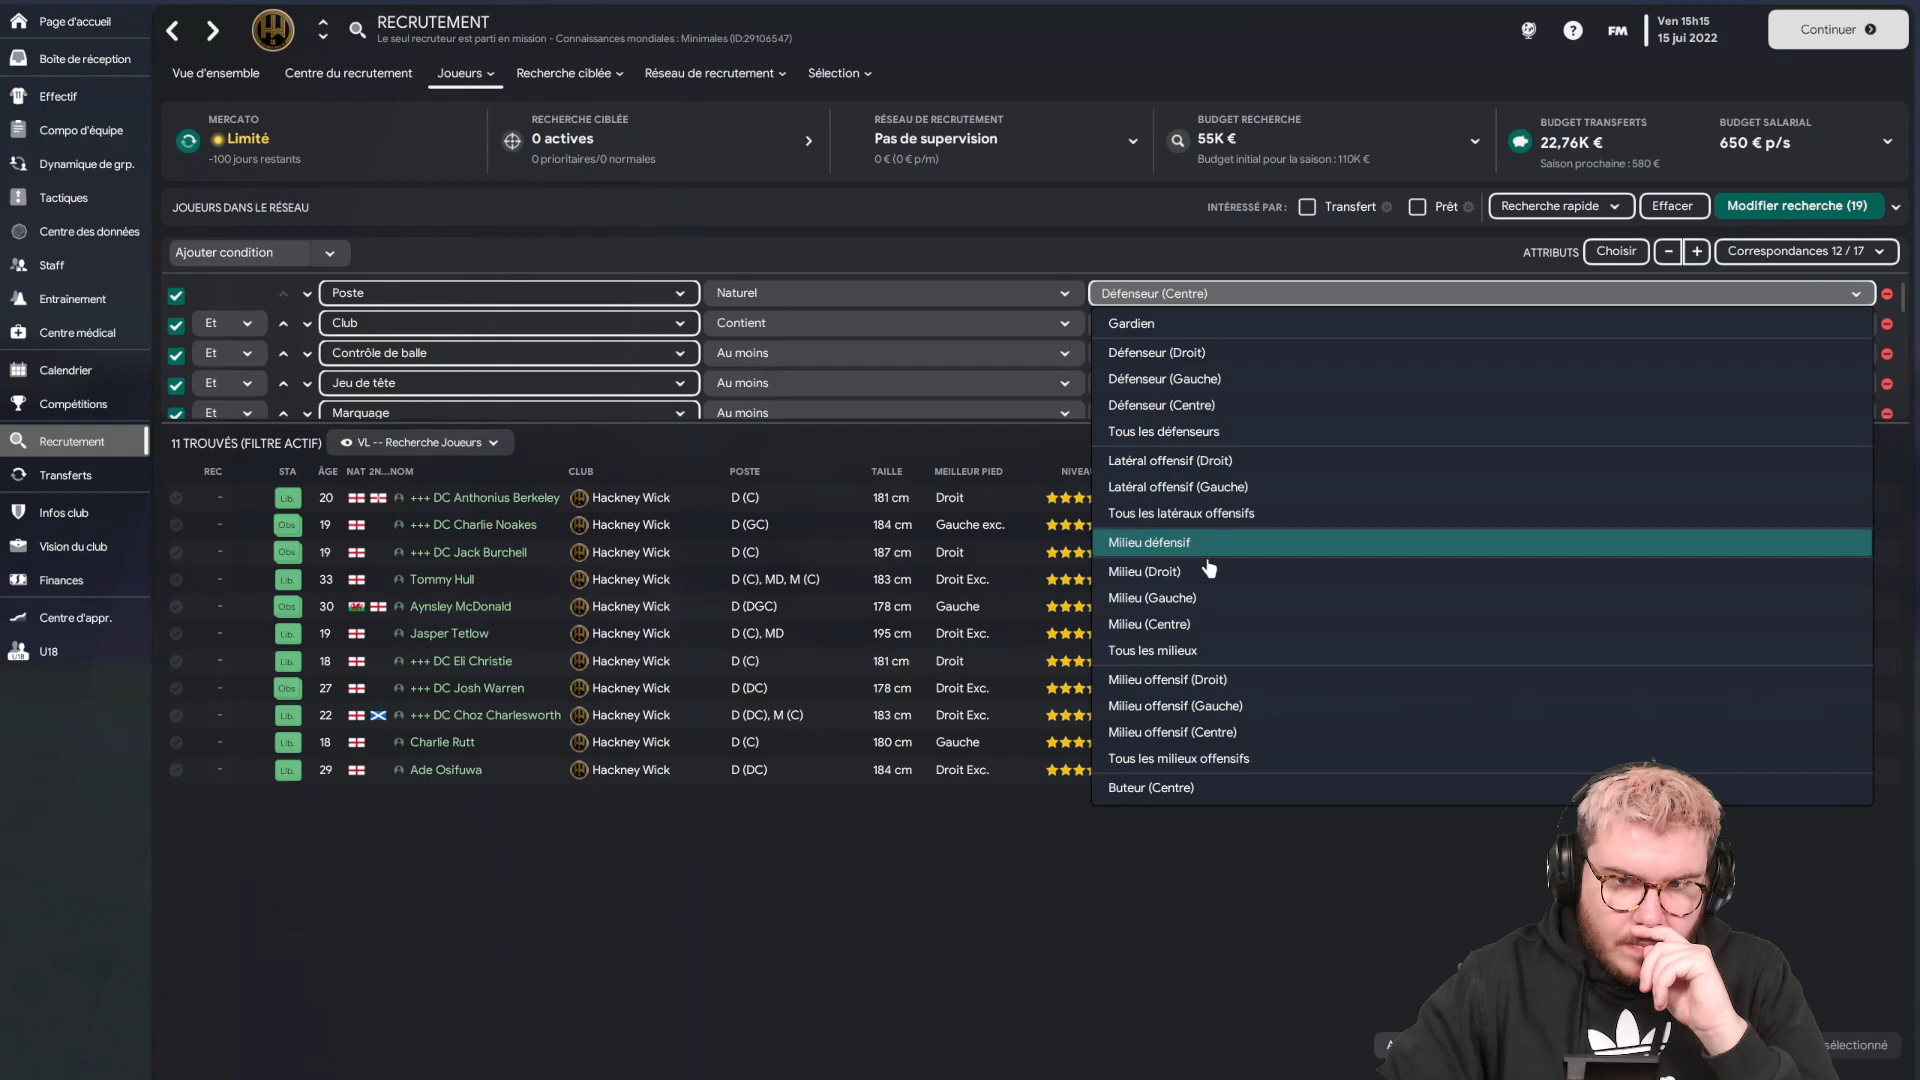 Page d'accueil
Boîte de réception
Effectif
Compo d'équipe
Dynamique de grp.
Tactiques
Centre des données
Staff
Entraînement
Centre médical
Calendrier
Compétitions
Recrutement
Transferts
Infos club
Vision du club
Finances
Centre d'appr.
U18
RECRUTEMENT
Le seul recruteur est parti en mission - Connaissances mondiales : Minimales (ID:29106547)
FM
Ven 15h15
15 jui 2022
Continuer
Vue d'ensemble Centre du recrutement Joueurs Recherche ciblée Réseau de recrutement Sélection
MERCATO
Limité
-100 jours restants
RECHERCHE CIBLÉE
0 actives
0 prioritaires/0 normales
RÉSEAU DE RECRUTEMENT
Pas de supervision
0 € (0 € p/m)
BUDGET RECHERCHE
55K €
Budget initial pour la saison : 110K €
BUDGET TRANSFERTS
22,76K €
Saison prochaine : 580 €
BUDGET SALARIAL
650 € p/s
JOUEURS DANS LE RÉSEAU
INTÉRESSÉ PAR : Transfert Prêt Recherche rapide Effacer Modifier recherche (19)
Ajouter condition
ATTRIBUTS Choisir - + Correspondances 12 / 17
Poste Naturel Défenseur (Centre)
Et Club Contient
Et Contrôle de balle Au moins
Et Jeu de tête Au moins
Et Marquage Au moins
Gardien
Défenseur (Droit)
Défenseur (Gauche)
Défenseur (Centre)
Tous les défenseurs
Latéral offensif (Droit)
Latéral offensif (Gauche)
Tous les latéraux offensifs
Milieu défensif
Milieu (Droit)
Milieu (Gauche)
Milieu (Centre)
Tous les milieux
Milieu offensif (Droit)
Milieu offensif (Gauche)
Milieu offensif (Centre)
Tous les milieux offensifs
Buteur (Centre)
11 TROUVÉS (FILTRE ACTIF) VL -- Recherche Joueurs
REC STA ÂGE NAT 2N... NOM CLUB POSTE TAILLE MEILLEUR PIED
- Lib. 20 +++ DC Anthonius Berkeley Hackney Wick D (C) 181 cm Droit
- Obs 19 +++ DC Charlie Noakes Hackney Wick D (GC) 184 cm Gauche exc.
- Obs 19 +++ DC Jack Burchell Hackney Wick D (C) 187 cm Droit
- Lib. 33 Tommy Hull Hackney Wick D (C), MD, M (C) 183 cm Droit Exc.
- Obs 30 Aynsley McDonald Hackney Wick D (DGC) 178 cm Gauche
- Lib. 19 Jasper Tetlow Hackney Wick D (C), MD 195 cm Droit Exc.
- Lib. 18 +++ DC Eli Christie Hackney Wick D (C) 181 cm Droit
- Obs 27 +++ DC Josh Warren Hackney Wick D (DC) 178 cm Droit Exc.
- Lib. 22 +++ DC Choz Charlesworth Hackney Wick D (DC), M (C) 183 cm Droit Exc.
- Lib. 18 Charlie Rutt Hackney Wick D (C) 180 cm Gauche
- Lib. 29 Ade Osifuwa Hackney Wick D (DC) 184 cm Droit Exc.
sélectionné